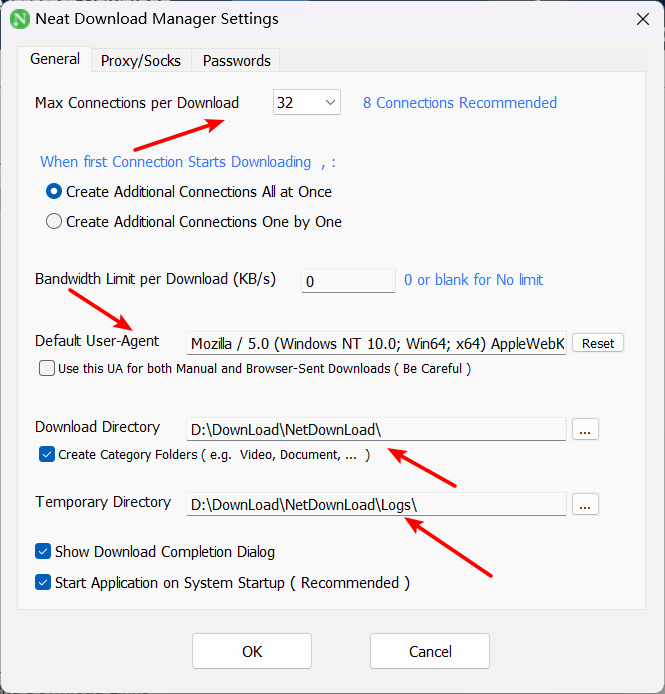 Neat Download Manager Settings
General Proxy/Socks Passwords
Max Connections per Download 32 8 Connections Recommended
When first Connection Starts Downloading , :
Create Additional Connections All at Once
Create Additional Connections One by One
Bandwidth Limit per Download (KB/s) 0 0 or blank for No limit
Default User-Agent Mozilla / 5.0 (Windows NT 10.0; Win64; x64) AppleWebK Reset
Use this UA for both Manual and Browser-Sent Downloads ( Be Careful )
Download Directory D:\DownLoad\NetDownLoad\ ...
Create Category Folders ( e.g. Video, Document, ... )
Temporary Directory D:\DownLoad\NetDownLoad\Logs\ ...
Show Download Completion Dialog
Start Application on System Startup ( Recommended )
OK Cancel